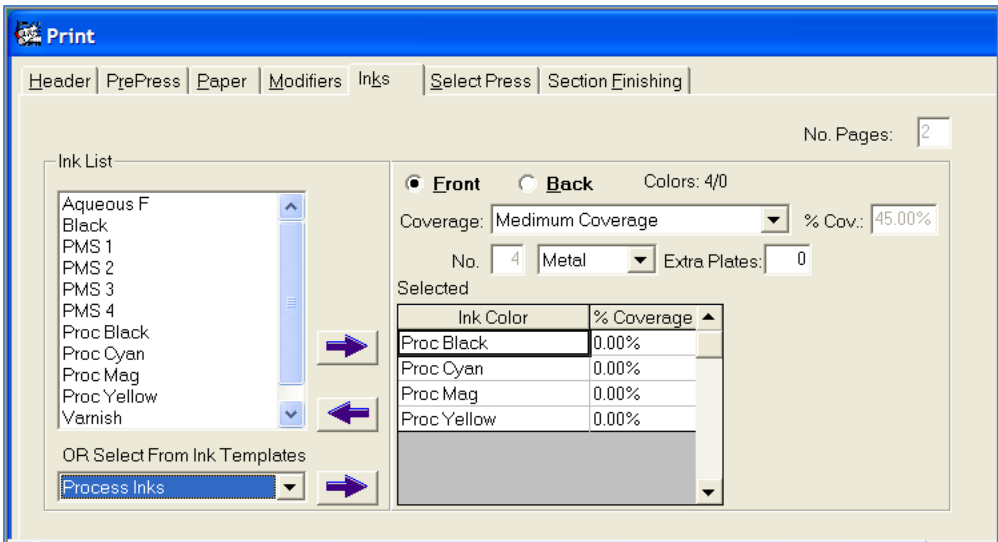 Print
Header PrePress Paper Modifiers Inks Select Press Section Finishing
No. Pages: 2
Ink List
Aqueous F
Black
PMS 1
PMS 2
PMS 3
PMS 4
Proc Black
Proc Cyan
Proc Mag
Proc Yellow
Varnish
OR Select From Ink Templates
Process Inks
Front Back Colors: 4/0
Coverage: Medimum Coverage % Cov.: 45.00%
No. 4 Metal Extra Plates: 0
Selected
Ink Color % Coverage
Proc Black 0.00%
Proc Cyan 0.00%
Proc Mag 0.00%
Proc Yellow 0.00%